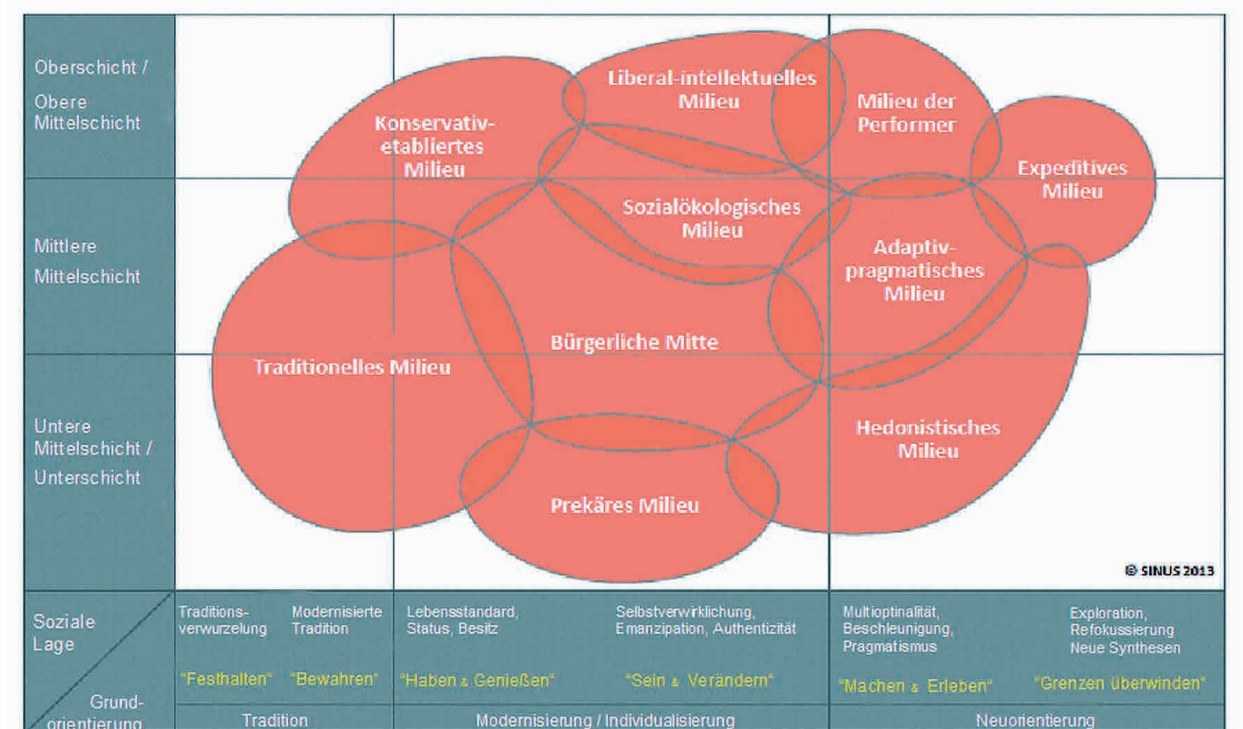 Oberschicht /
Obere
Mittelschicht
Mittlere
Mittelschicht
Untere
Mittelschicht /
Unterschicht
Konservativ-
etabliertes
Milieu
Liberal-intellektuelles
Milieu
Milieu der
Performer
Expeditives
Milieu
Sozialökologisches
Milieu
Adaptiv-
pragmatisches
Milieu
Bürgerliche Mitte
Traditionelles Milieu
Hedonistisches
Milieu
Prekäres Milieu
© SINUS 2013
Soziale
Lage
Grund-
orientierung
Traditions-
verwurzelung
"Festhalten"
Modernisierte
Tradition
"Bewahren"
Lebensstandard,
Status, Besitz
"Haben & Genießen"
Selbstverwirklichung,
Emanzipation, Authentizität
"Sein & Verändern"
Multioptinalität,
Beschleunigung,
Pragmatismus
"Machen & Erleben"
Exploration,
Refokussierung
Neue Synthesen
"Grenzen überwinden"
Tradition
Modernisierung / Individualisierung
Neuorientierung